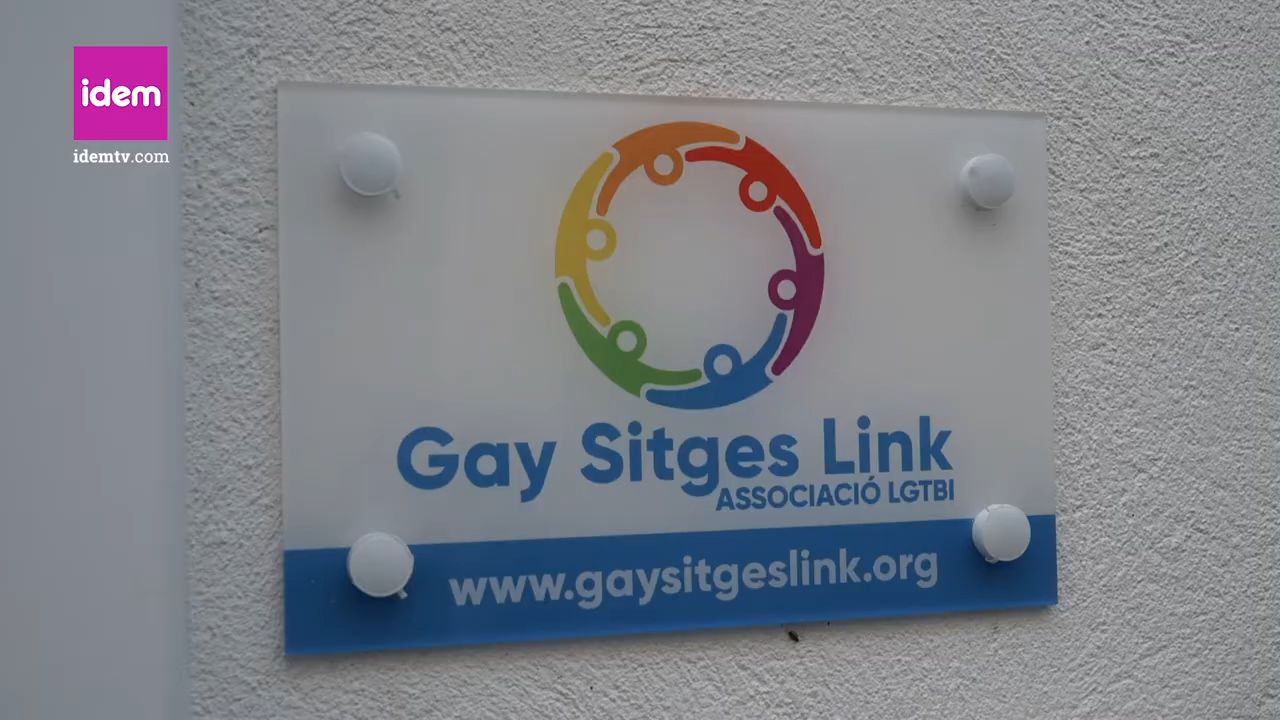 idem
idemtv.com
Gay Sitges Link
ASSOCIACIÓ LGTBI
www.gaysitgeslink.org